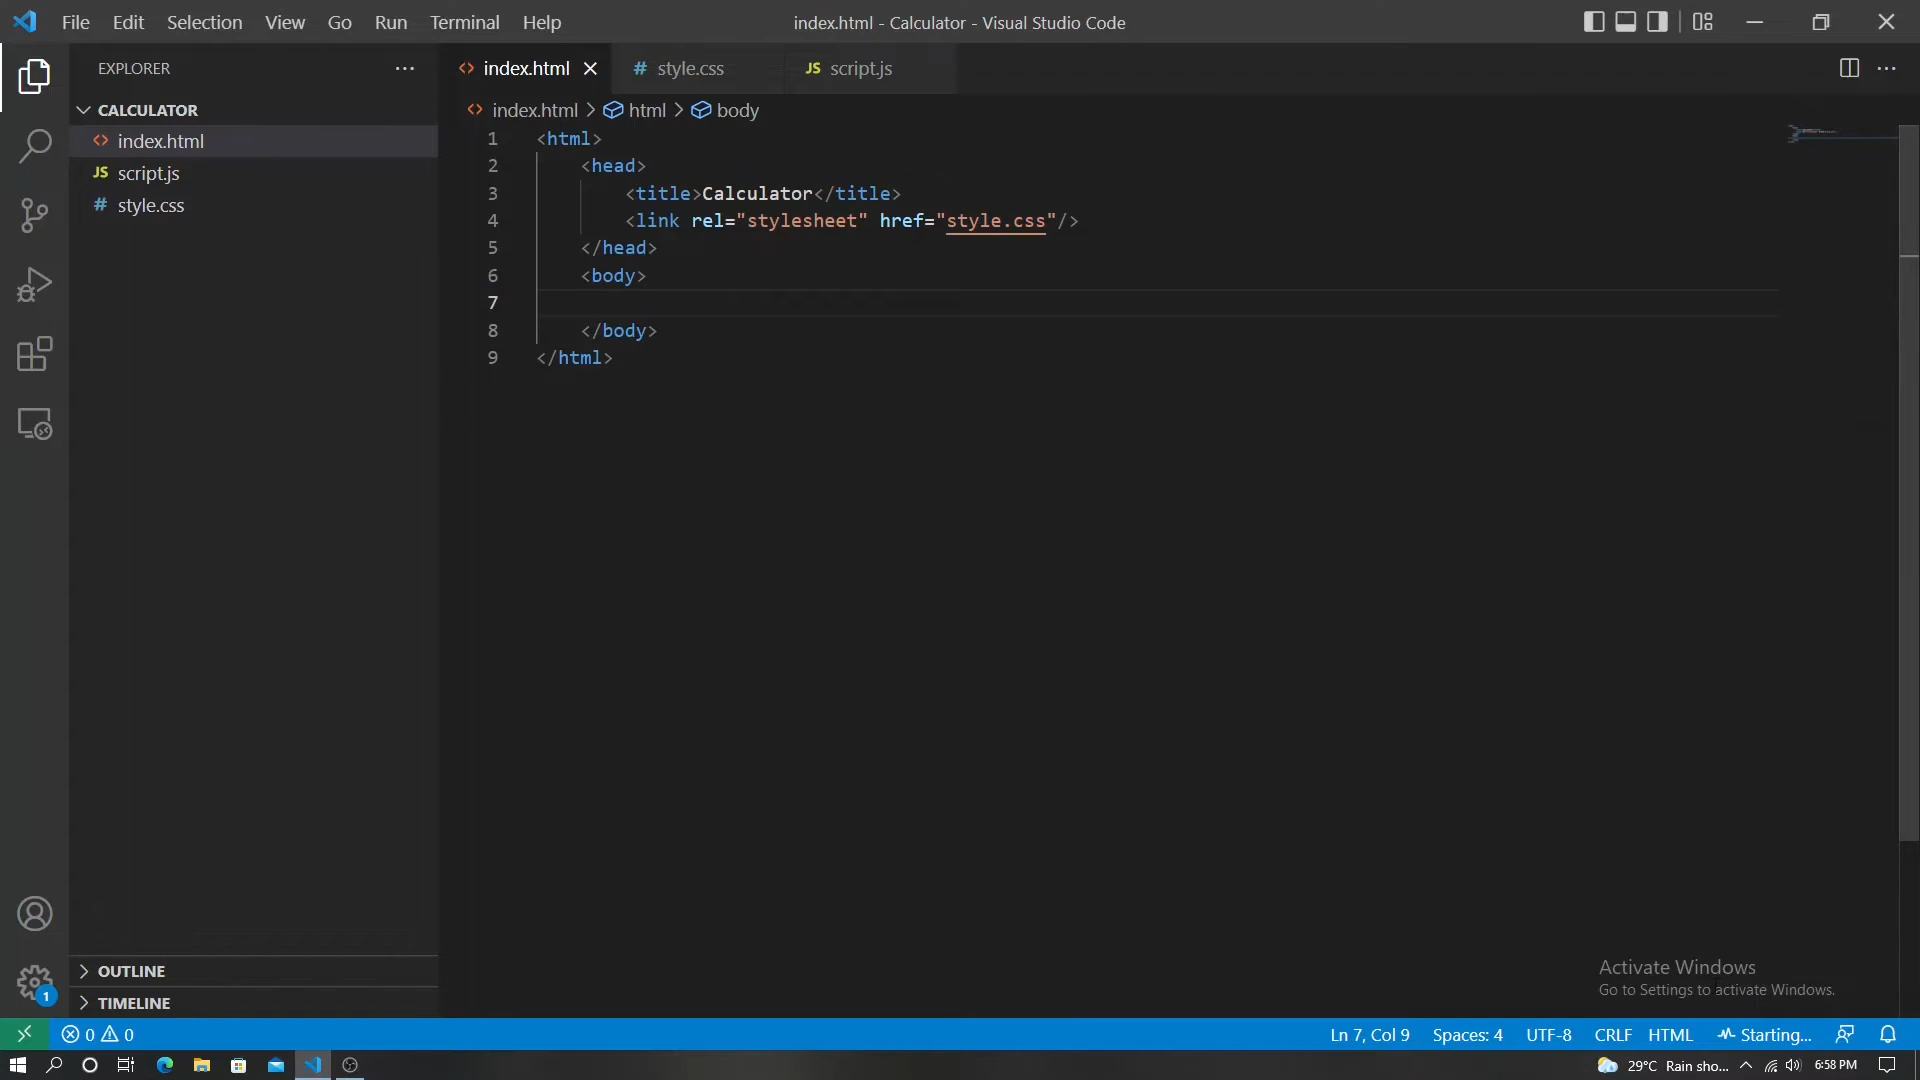 File Edit Selection View Go Run Terminal Help
index.html - Calculator - Visual Studio Code
EXPLORER
CALCULATOR
index.html
JS script.js
# style.css
OUTLINE
TIMELINE
index.html
# style.css
JS script.js
index.html > html > body
1 <html>
2 <head>
3 <title>Calculator</title>
4 <link rel="stylesheet" href="style.css"/>
5 </head>
6 <body>
7
8 </body>
9 </html>
Activate Windows
Go to Settings to activate Windows.
1
0 0
Ln 7, Col 9 Spaces: 4 UTF-8 CRLF HTML Starting...
29°C Rain sho... 6:58 PM